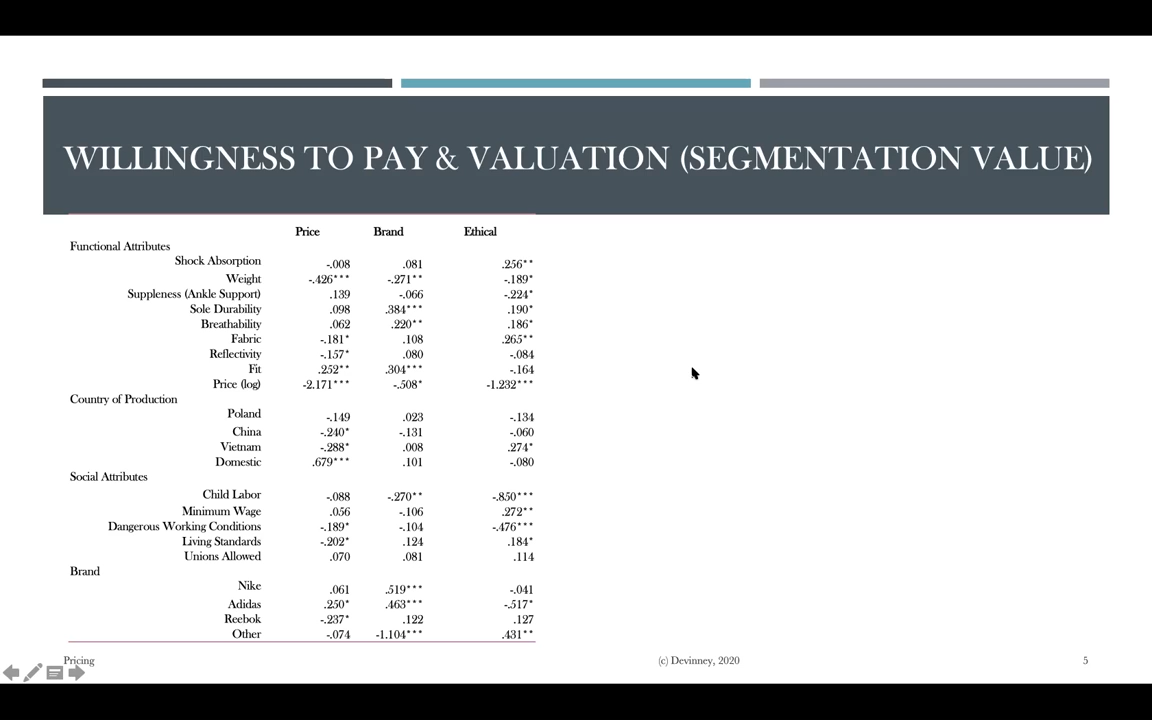 WILLINGNESS TO PAY & VALUATION (SEGMENTATION VALUE)
Price Brand Ethical
Functional Attributes
Shock Absorption -.008 .081 .256**
Weight -.426*** -.271** -.189*
Suppleness (Ankle Support) .139 -.066 -.224*
Sole Durability .098 .384*** .190*
Breathability .062 .220** .186*
Fabric -.181* .108 .265**
Reflectivity -.157* .080 -.084
Fit .252** .304*** -.164
Price (log) -2.171*** -.508* -1.232***
Country of Production
Poland -.149 .023 -.134
China -.240* -.131 -.060
Vietnam -.288* .008 .274*
Domestic .679*** .101 -.080
Social Attributes
Child Labor -.088 -.270** -.850***
Minimum Wage .056 -.106 .272**
Dangerous Working Conditions -.189* -.104 -.476***
Living Standards -.202* .124 .184*
Unions Allowed .070 .081 .114
Brand
Nike .061 .519*** -.041
Adidas .250* .463*** -.517*
Reebok -.237* .122 .127
Other -.074 -1.104*** .431**
Pricing (c) Devinney, 2020 5